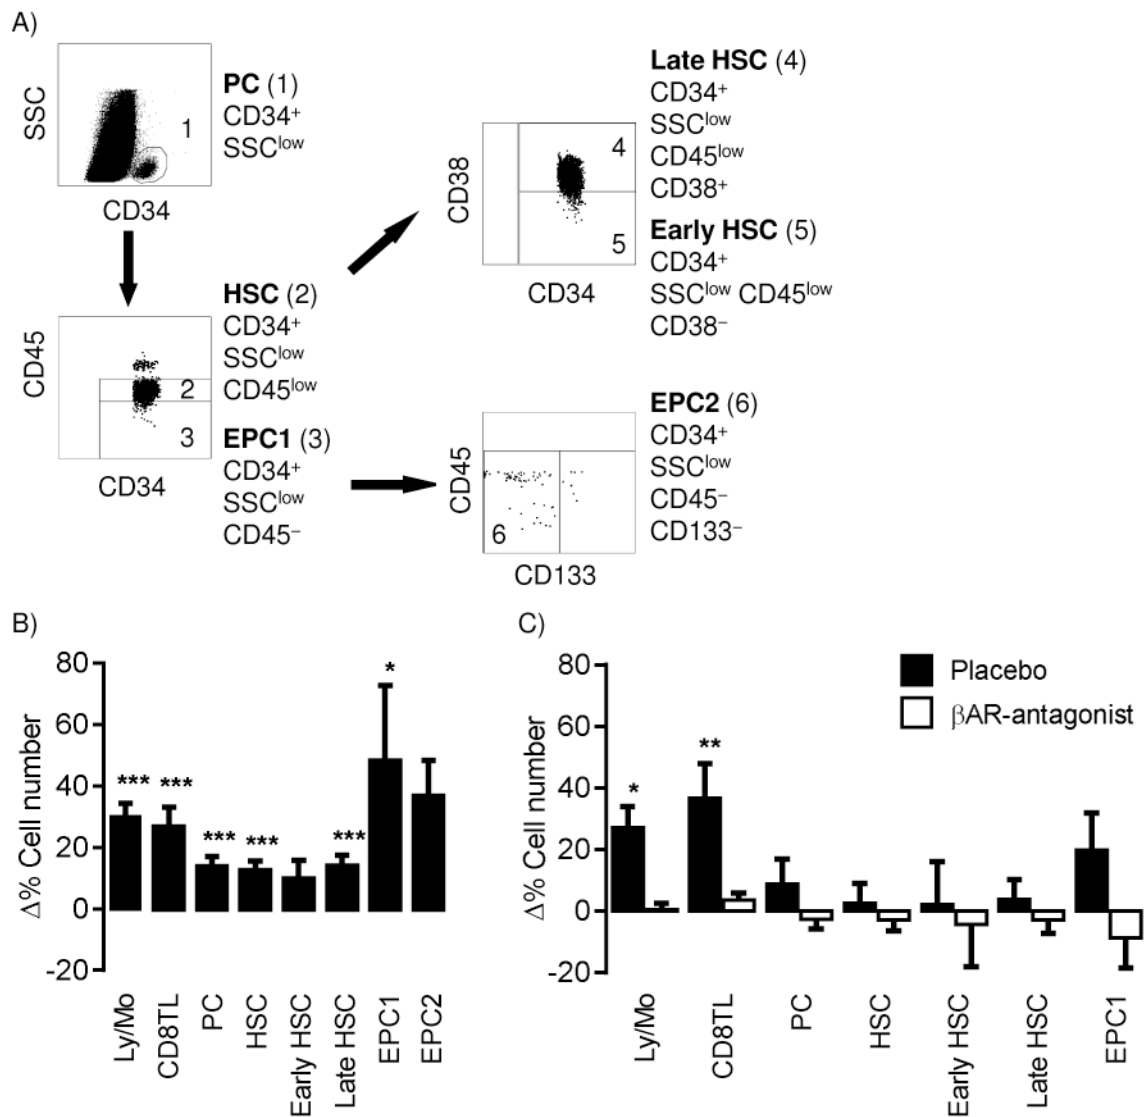 A)
SSC
1
CD34
PC (1)
CD34⁺
SSCˡᵒʷ
CD45
2
3
CD34
HSC (2)
CD34⁺
SSCˡᵒʷ
CD45ˡᵒʷ
EPC1 (3)
CD34⁺
SSCˡᵒʷ
CD45⁻
CD38
4
5
CD34
Late HSC (4)
CD34⁺
SSCˡᵒʷ
CD45ˡᵒʷ
CD38⁺
Early HSC (5)
CD34⁺
SSCˡᵒʷ CD45ˡᵒʷ
CD38⁻
CD45
6
CD133
EPC2 (6)
CD34⁺
SSCˡᵒʷ
CD45⁻
CD133⁻
B)
Δ% Cell number
80
60
40
20
0
-20
***
***
***
***
***
*
Ly/Mo
CD8TL
PC
HSC
Early HSC
Late HSC
EPC1
EPC2
C)
Δ% Cell number
80
60
40
20
0
-20
*
**
Placebo
βAR-antagonist
Ly/Mo
CD8TL
PC
HSC
Early HSC
Late HSC
EPC1